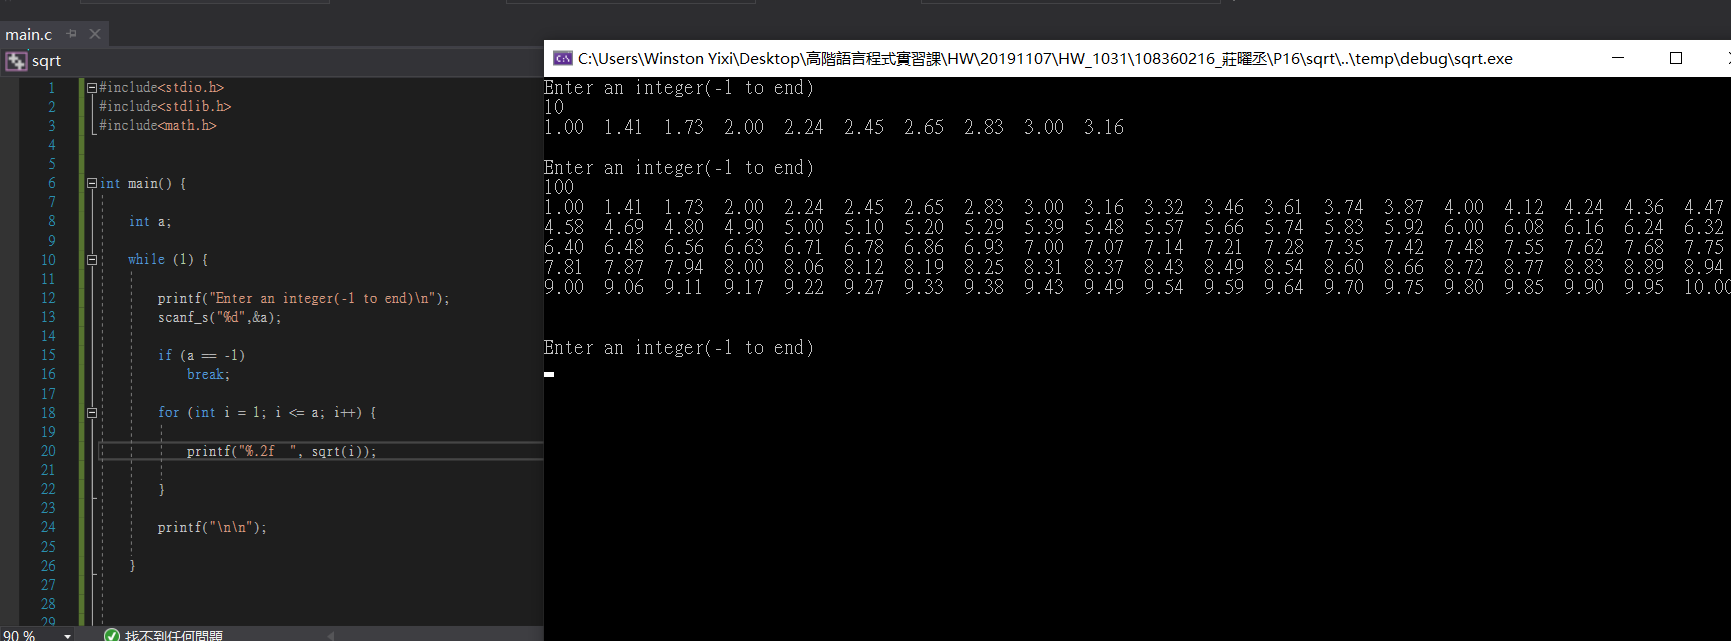 main.c
sqrt
1 #include<stdio.h>
2 #include<stdlib.h>
3 #include<math.h>
4
5
6 int main() {
7
8 int a;
9
10 while (1) {
11
12 printf("Enter an integer(-1 to end)\n");
13 scanf_s("%d",&a);
14
15 if (a == -1)
16 break;
17
18 for (int i = 1; i <= a; i++) {
19
20 printf("%.2f  ", sqrt(i));
21
22 }
23
24 printf("\n\n");
25
26 }
27
28
29
90 %
找不到任何問題
C:\Users\Winston Yixi\Desktop\高階語言程式實習課\HW\20191107\HW_1031\108360216_莊曜丞\P16\sqrt\..\temp\debug\sqrt.exe
Enter an integer(-1 to end)
10
1.00  1.41  1.73  2.00  2.24  2.45  2.65  2.83  3.00  3.16
Enter an integer(-1 to end)
100
1.00  1.41  1.73  2.00  2.24  2.45  2.65  2.83  3.00  3.16  3.32  3.46  3.61  3.74  3.87  4.00  4.12  4.24  4.36  4.47
4.58  4.69  4.80  4.90  5.00  5.10  5.20  5.29  5.39  5.48  5.57  5.66  5.74  5.83  5.92  6.00  6.08  6.16  6.24  6.32
6.40  6.48  6.56  6.63  6.71  6.78  6.86  6.93  7.00  7.07  7.14  7.21  7.28  7.35  7.42  7.48  7.55  7.62  7.68  7.75
7.81  7.87  7.94  8.00  8.06  8.12  8.19  8.25  8.31  8.37  8.43  8.49  8.54  8.60  8.66  8.72  8.77  8.83  8.89  8.94
9.00  9.06  9.11  9.17  9.22  9.27  9.33  9.38  9.43  9.49  9.54  9.59  9.64  9.70  9.75  9.80  9.85  9.90  9.95  10.00
Enter an integer(-1 to end)